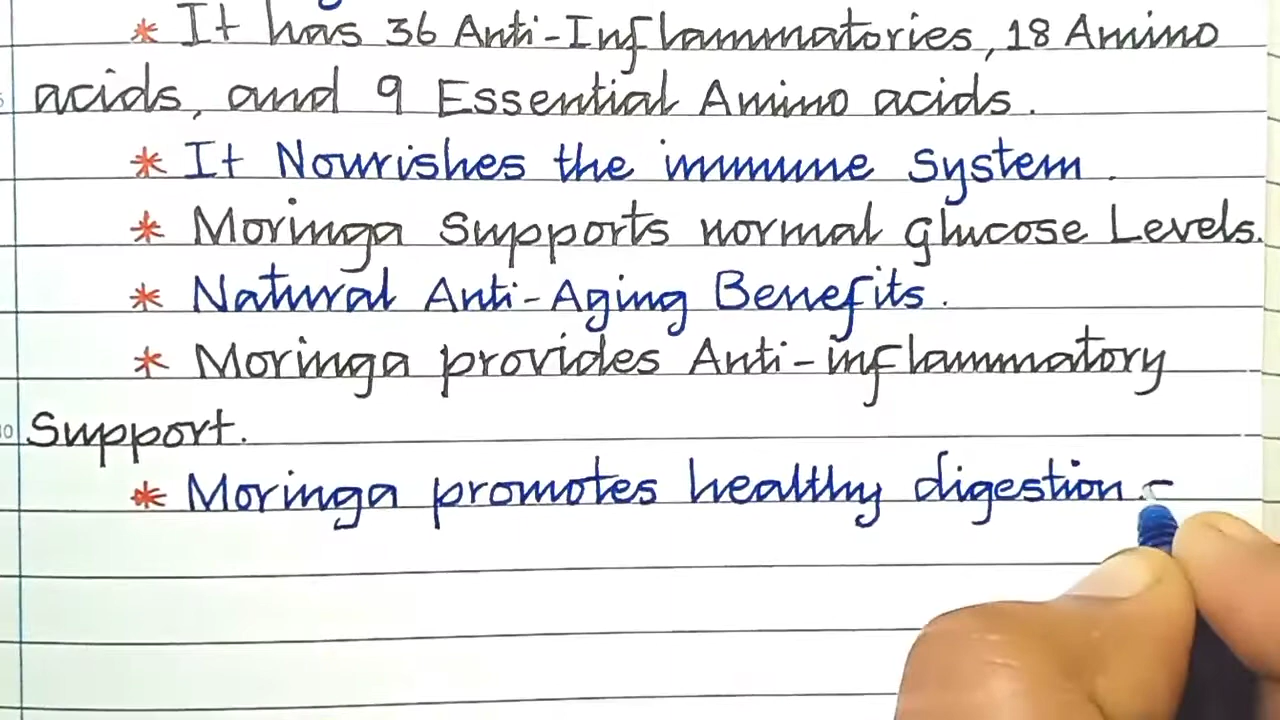 * It has 36 Anti-Inflammatories, 18 Amino
acids, and 9 Essential Amino acids.
* It Nourishes the immune System.
* Moringa Supports normal glucose Levels.
* Natural Anti-Aging Benefits.
* Moringa provides Anti-inflammatory
Support.
* Moringa promotes healthy digestion